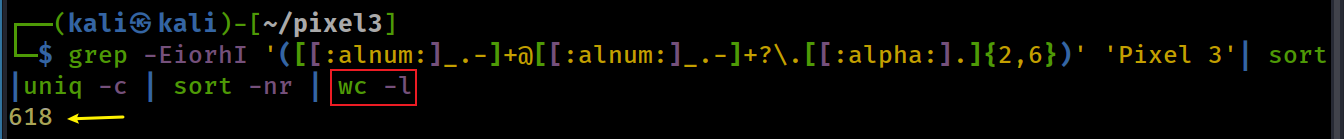 ┌──(kali㉿kali)-[~/pixel3]
└─$ grep -EiorhI '([[:alnum:]_.-]+@[[:alnum:]_.-]+?\.[[:alpha:].]{2,6})' 'Pixel 3'| sort
|uniq -c | sort -nr | wc -l
618